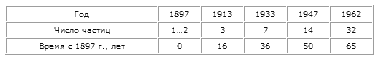 Год 1897 1913 1933 1947 1962
Число частиц 1...2 3 7 14 32
Время с 1897 г., лет 0 16 36 50 65